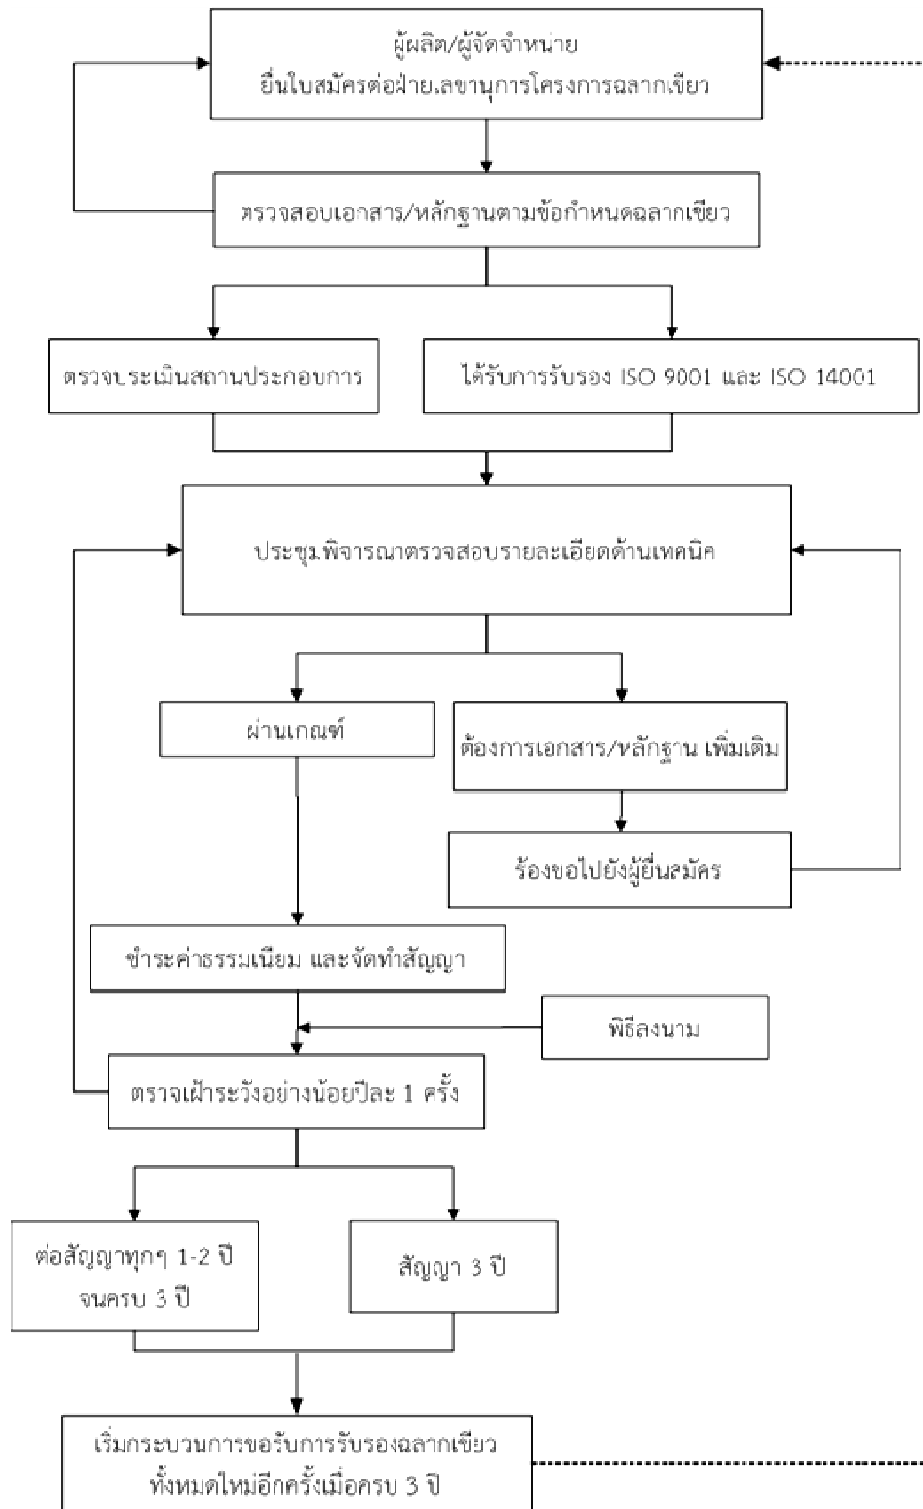 ผู้ผลิต/ผู้จัดจำหน่าย
ยื่นใบสมัครต่อฝ่ายเลขานุการโครงการฉลากเขียว
ตรวจสอบเอกสาร/หลักฐานตามข้อกำหนดฉลากเขียว
ตรวจประเมินสถานประกอบการ
ได้รับการรับรอง ISO 9001 และ ISO 14001
ประชุมพิจารณาตรวจสอบรายละเอียดด้านเทคนิค
ผ่านเกณฑ์
ต้องการเอกสาร/หลักฐาน เพิ่มเติม
ร้องขอไปยังผู้ยื่นสมัคร
ชำระค่าธรรมเนียม และจัดทำสัญญา
พิธีลงนาม
ตรวจเฝ้าระวังอย่างน้อยปีละ 1 ครั้ง
ต่อสัญญาทุกๆ 1-2 ปี
จนครบ 3 ปี
สัญญา 3 ปี
เริ่มกระบวนการขอรับการรับรองฉลากเขียว
ทั้งหมดใหม่อีกครั้งเมื่อครบ 3 ปี